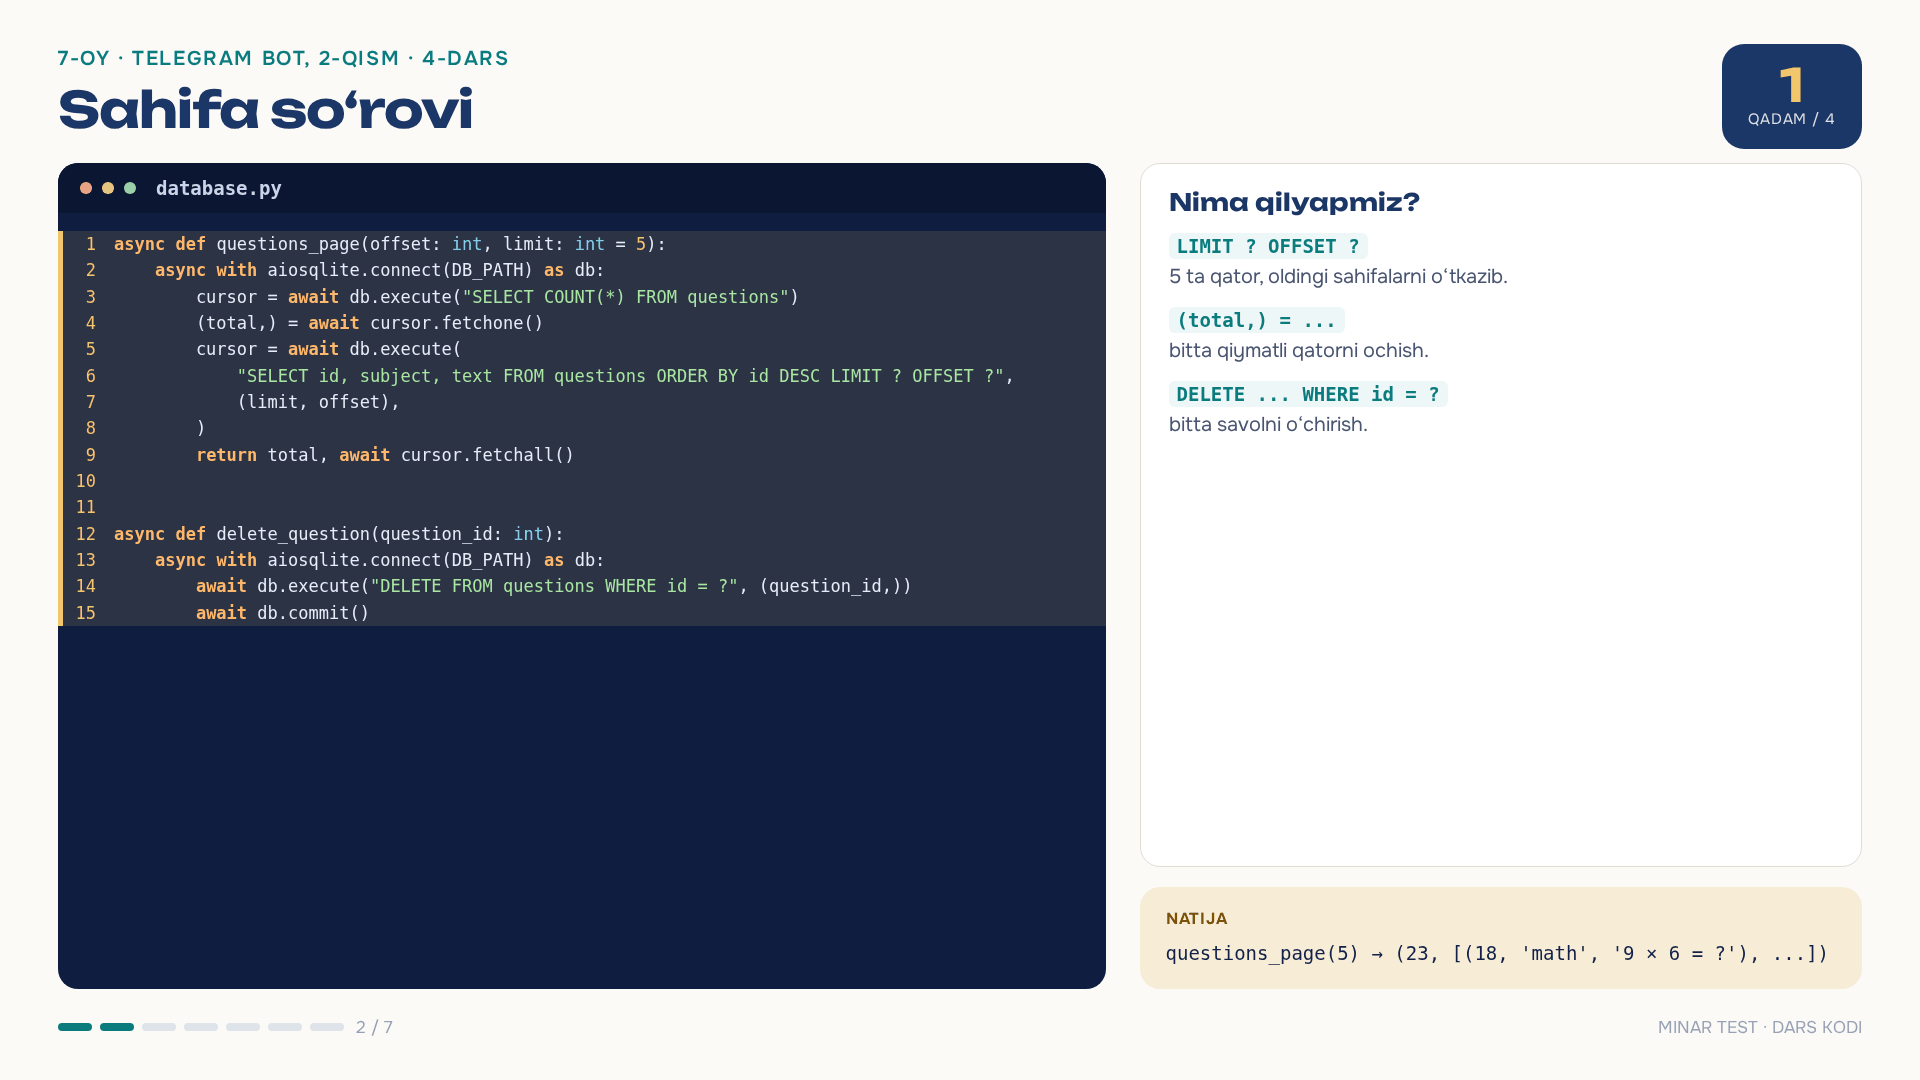 7-OY · TELEGRAM BOT, 2-QISM · 4-DARS
Sahifa so‘rovi
1
QADAM / 4
database.py
1 async def questions_page(offset: int, limit: int = 5):
2     async with aiosqlite.connect(DB_PATH) as db:
3         cursor = await db.execute("SELECT COUNT(*) FROM questions")
4         (total,) = await cursor.fetchone()
5         cursor = await db.execute(
6             "SELECT id, subject, text FROM questions ORDER BY id DESC LIMIT ? OFFSET ?",
7             (limit, offset),
8         )
9         return total, await cursor.fetchall()
10
11
12 async def delete_question(question_id: int):
13     async with aiosqlite.connect(DB_PATH) as db:
14         await db.execute("DELETE FROM questions WHERE id = ?", (question_id,))
15         await db.commit()
Nima qilyapmiz?
LIMIT ? OFFSET ?
5 ta qator, oldingi sahifalarni o‘tkazib.
(total,) = ...
bitta qiymatli qatorni ochish.
DELETE ... WHERE id = ?
bitta savolni o‘chirish.
NATIJA
questions_page(5) → (23, [(18, 'math', '9 × 6 = ?'), ...])
2 / 7
MINAR TEST · DARS KODI